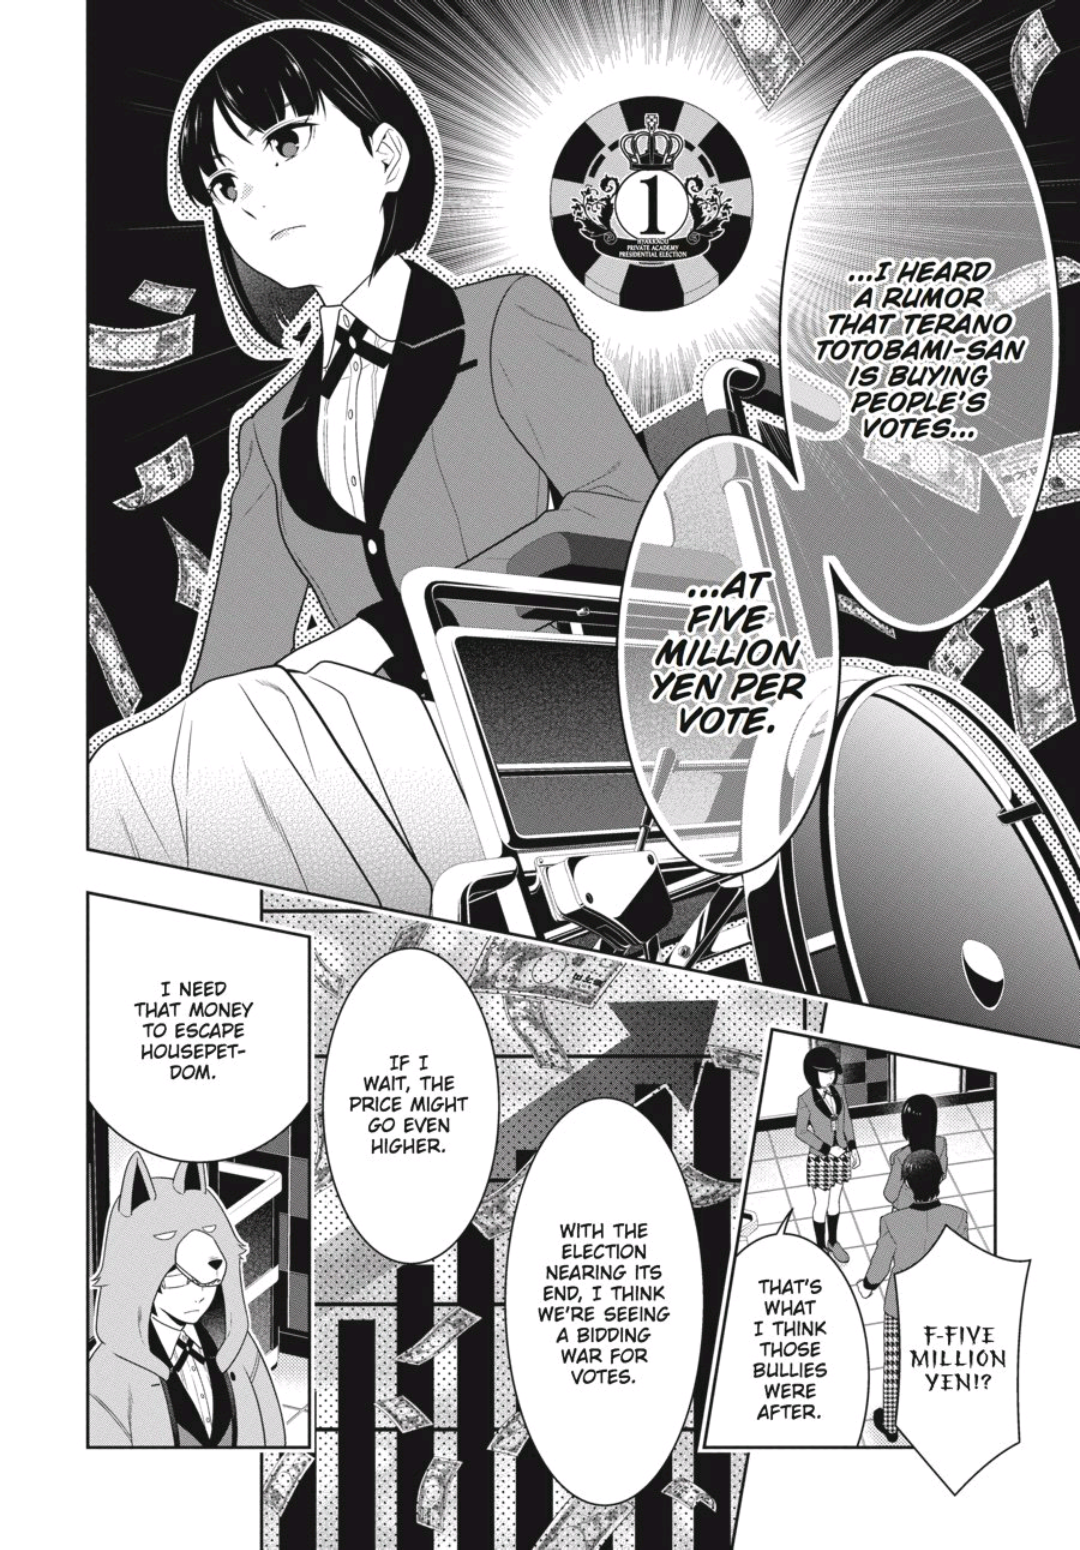 ...I HEARD
A RUMOR
THAT TERANO
TOTOBAMI-SAN
IS BUYING
PEOPLE'S
VOTES...
1
HYAKKAOU
PRIVATE ACADEMY
PRESIDENTIAL ELECTION
...AT
FIVE
MILLION
YEN PER
VOTE.
F-FIVE
MILLION
YEN!?
THAT'S
WHAT
I THINK
THOSE
BULLIES
WERE
AFTER.
WITH THE
ELECTION
NEARING ITS
END, I THINK
WE'RE SEEING
A BIDDING
WAR FOR
VOTES.
IF I
WAIT, THE
PRICE MIGHT
GO EVEN
HIGHER.
I NEED
THAT MONEY
TO ESCAPE
HOUSEPET-
DOM.